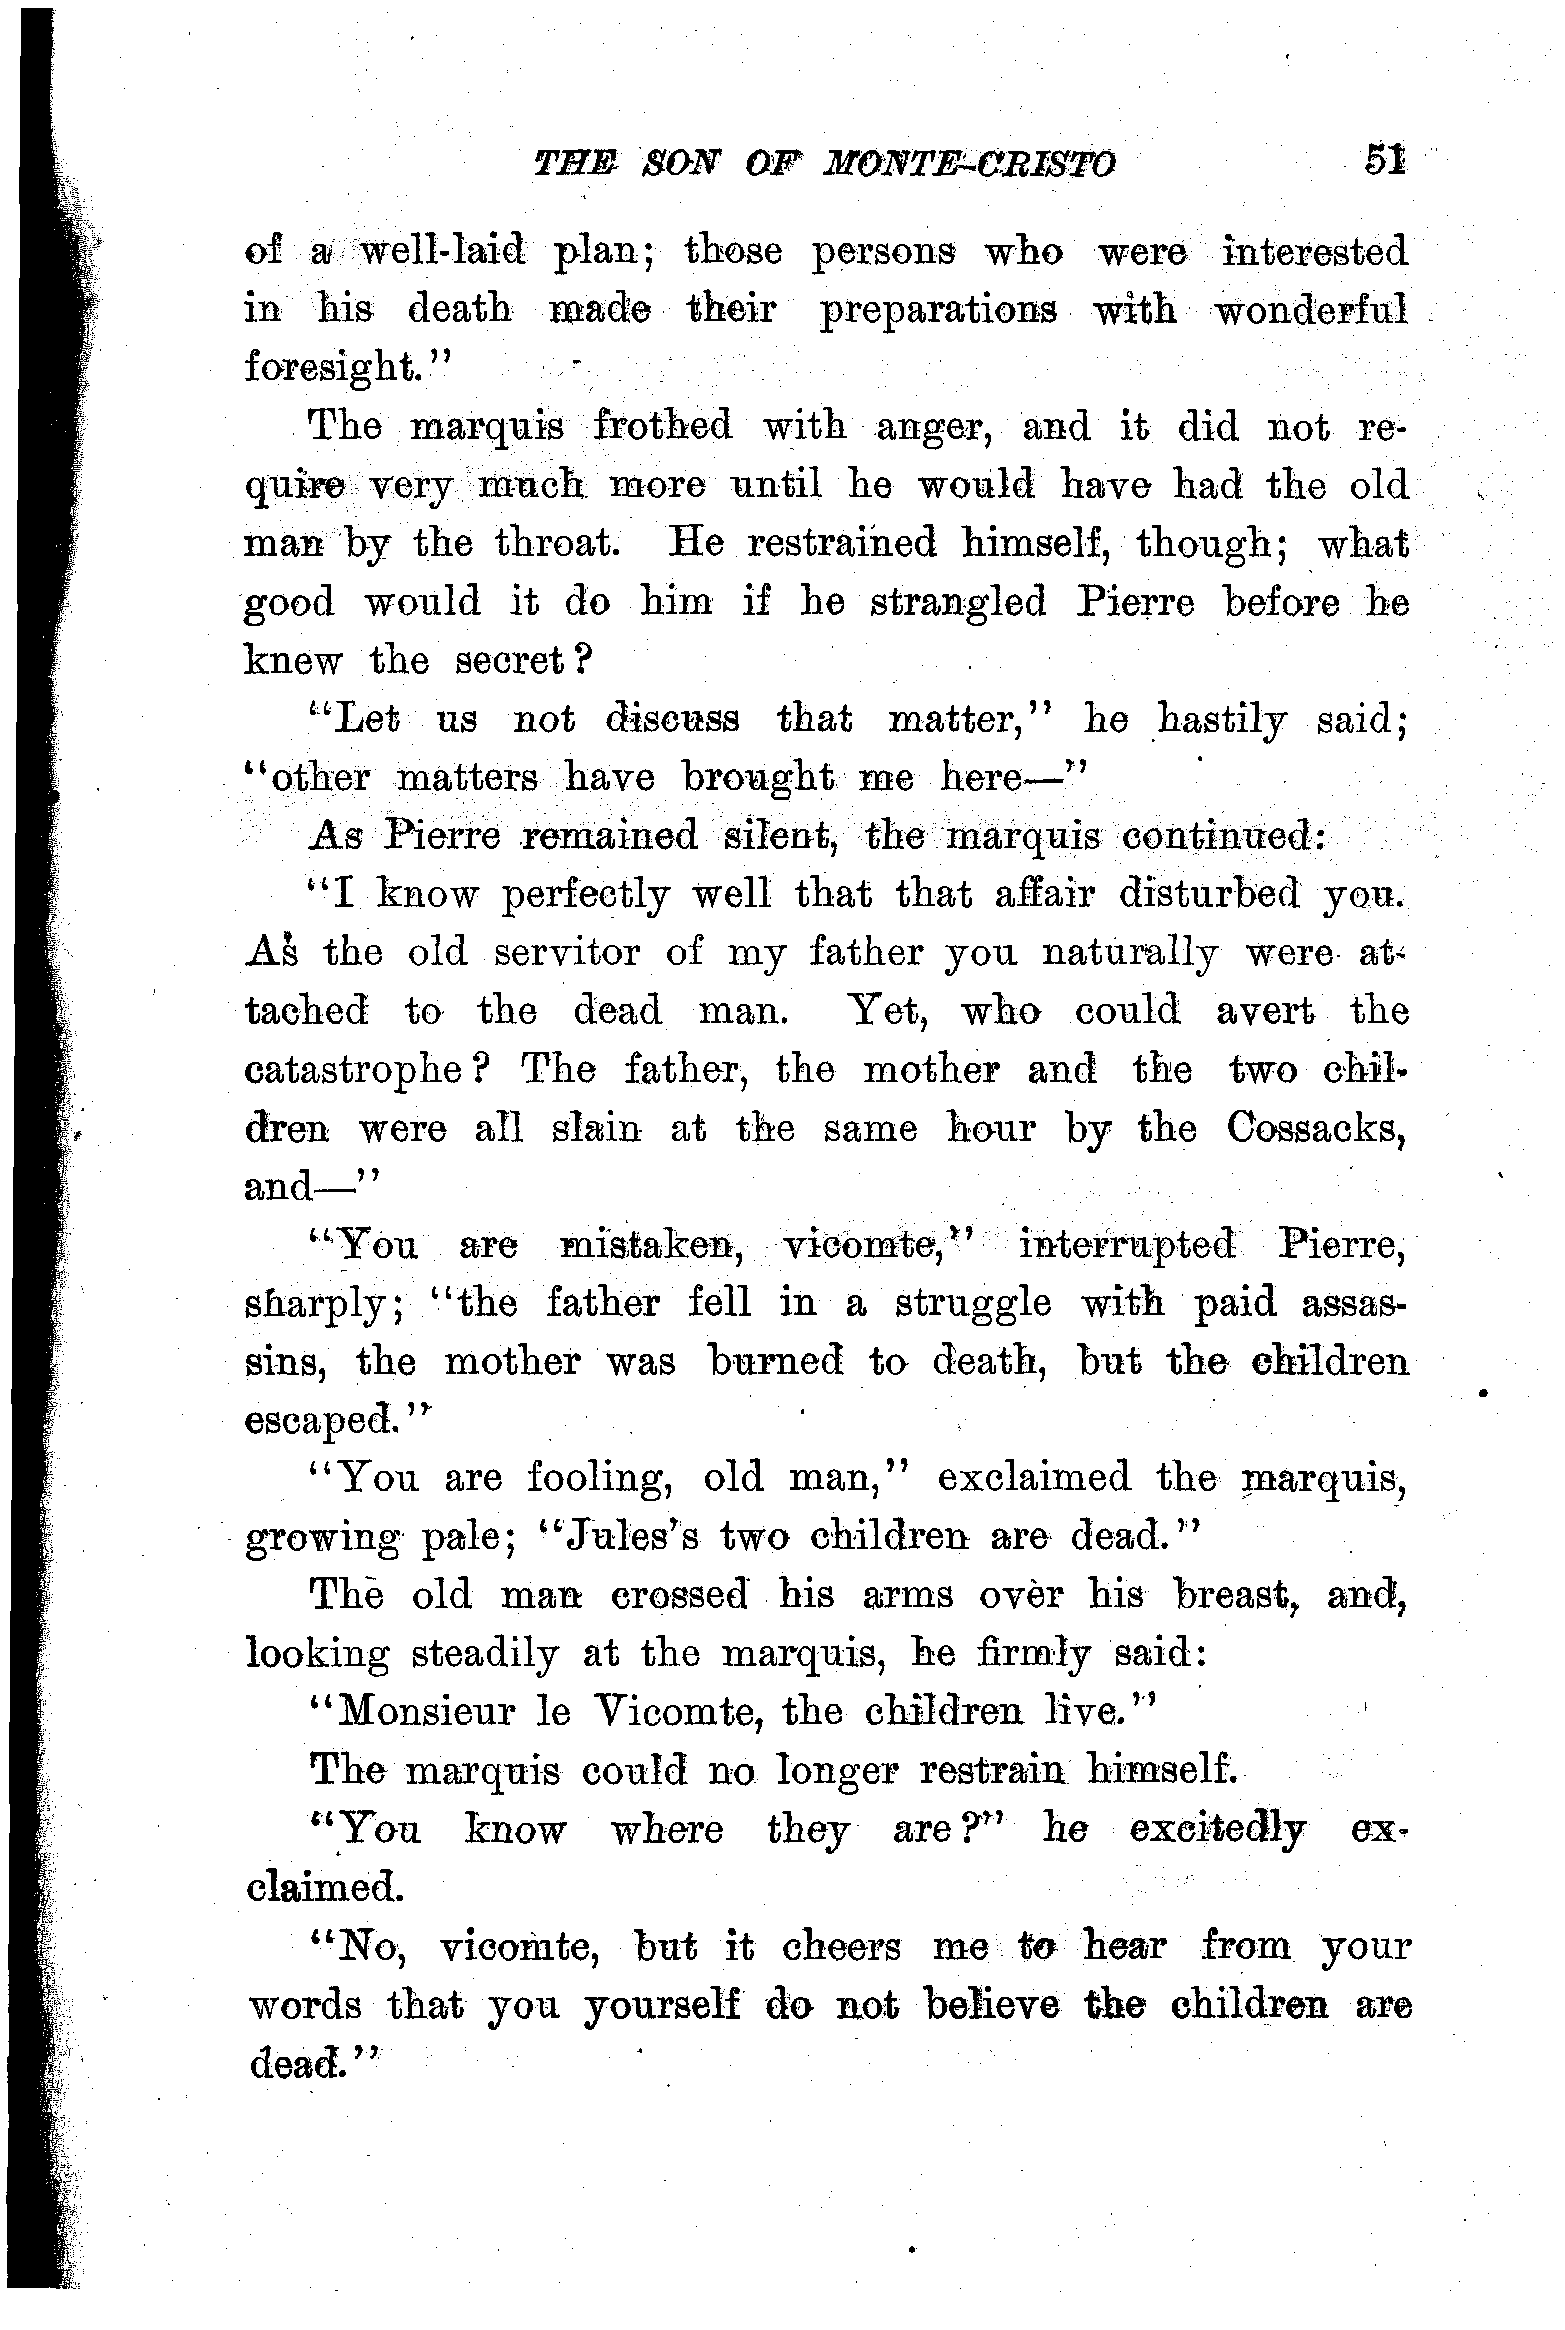 THE SON OF MONTE-CRISTO 51
of a well-laid plan; those persons who were interested
in his death made their preparations with wonderful
foresight."
The marquis frothed with anger, and it did not re-
quire very much more until he would have had the old
man by the throat. He restrained himself, though; what
good would it do him if he strangled Pierre before he
knew the secret?
"Let us not discuss that matter," he hastily said;
"other matters have brought me here—"
As Pierre remained silent, the marquis continued:
"I know perfectly well that that affair disturbed you.
As the old servitor of my father you naturally were at-
tached to the dead man. Yet, who could avert the
catastrophe? The father, the mother and the two chil-
dren were all slain at the same hour by the Cossacks,
and—"
"You are mistaken, vicomte," interrupted Pierre,
sharply; "the father fell in a struggle with paid assas-
sins, the mother was burned to death, but the children
escaped."
"You are fooling, old man," exclaimed the marquis,
growing pale; "Jules's two children are dead."
The old man crossed his arms over his breast, and,
looking steadily at the marquis, he firmly said:
"Monsieur le Vicomte, the children live."
The marquis could no longer restrain himself.
"You know where they are?" he excitedly ex-
claimed.
"No, vicomte, but it cheers me to hear from your
words that you yourself do not believe the children are
dead."